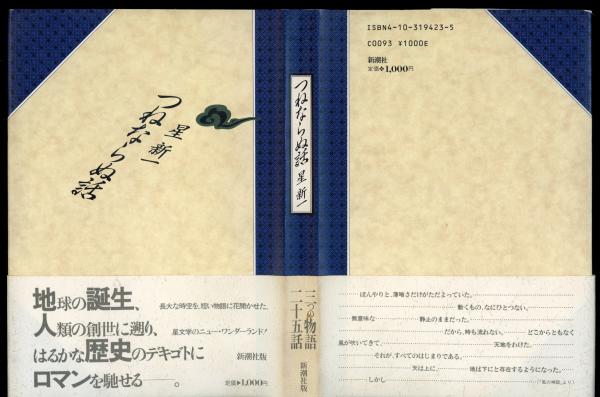 つねならぬ話
星 新一
地球の誕生、
人類の創世に遡り、
はるかな歴史のデキゴトに
ロマンを馳せる――。
長大な時空を、短い物語に花開かせた、
星文学のニュー・ワンダーランド!
新潮社版
定価◆1,000円
つねならぬ話 星 新一
三つの物語
二十五話
新潮社版
ISBN4-10-319423-5
C0093 ¥1000E
新潮社
定価◆1,000円
……ぼんやりと、薄暗さだけがただよっていた。……
……動くもの、なにひとつない。
無意味な……静止のままだった。……
……だから、時も流れない。……どこからともなく
風が吹いてきて、……天地をわけた。
……それが、すべてのはじまりである。……
……天は上に、……地は下にと存在するようになった。
……しかし……